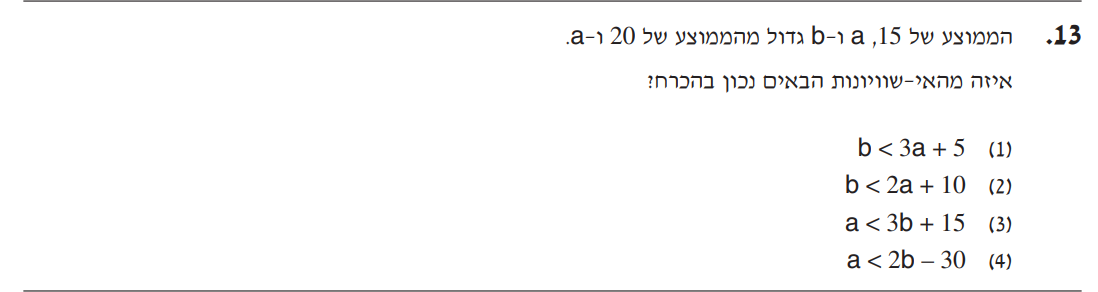 13. הממוצע של 15, a ו-b גדול מהממוצע של 20 ו-a.
איזה מהאי-שוויונות הבאים נכון בהכרח?
(1) b < 3a + 5
(2) b < 2a + 10
(3) a < 3b + 15
(4) a < 2b – 30